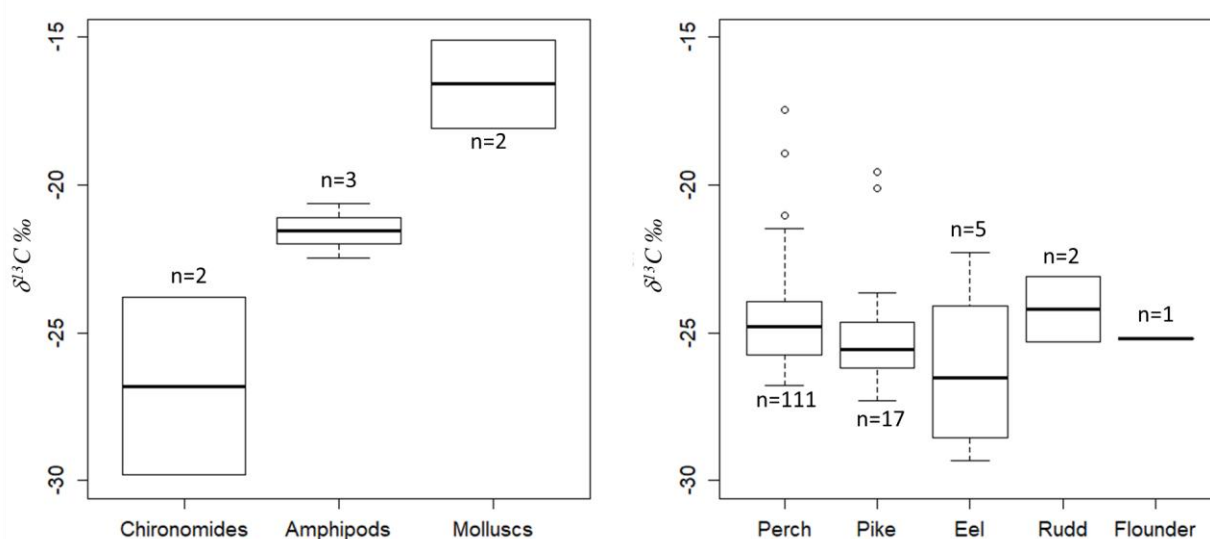 δ¹³C ‰
-15
-20
-25
-30
n=2
n=3
n=2
Chironomides Amphipods Molluscs
δ¹³C ‰
-15
-20
-25
-30
n=111
n=17
n=5
n=2
n=1
Perch Pike Eel Rudd Flounder